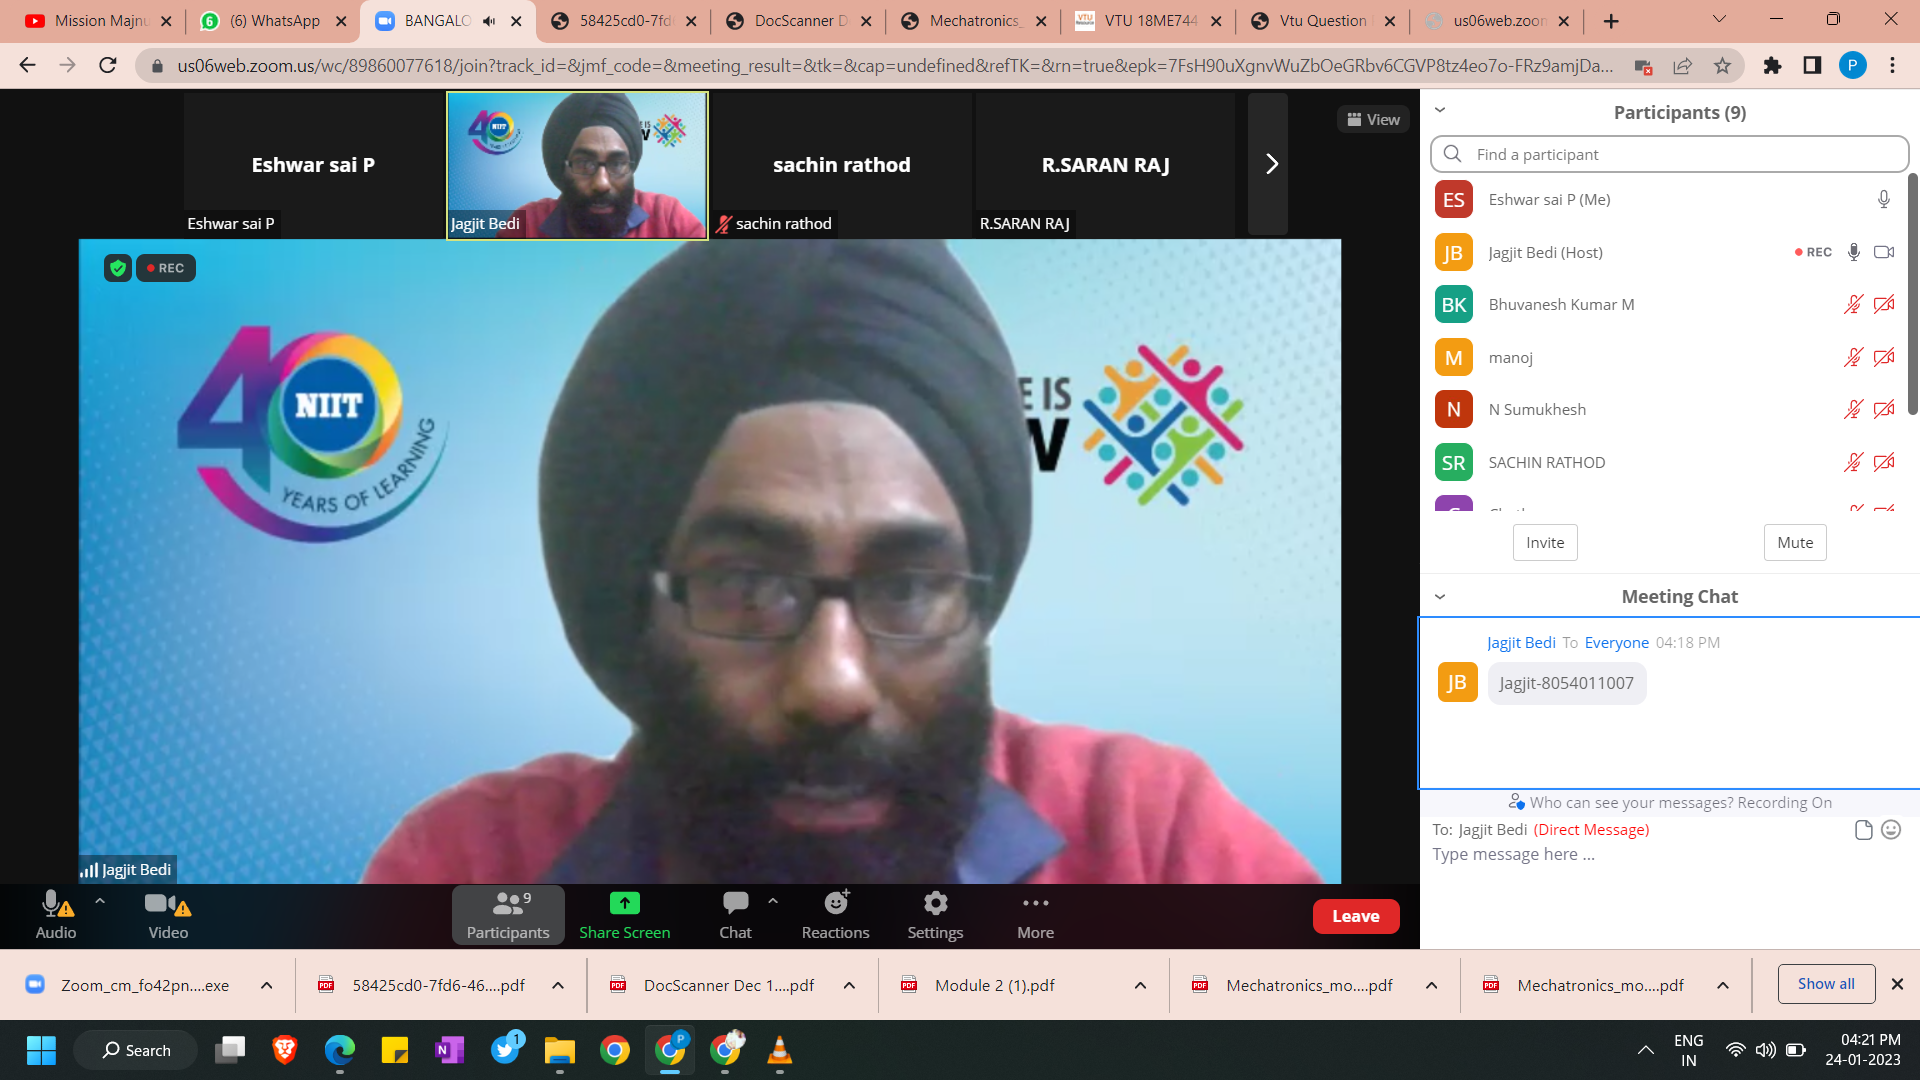 Mission Majnu
(6) WhatsApp
BANGALO
58425cd0-7fd
DocScanner D
Mechatronics_
VTU 18ME744
Vtu Question
us06web.zoom
us06web.zoom.us/wc/89860077618/join?track_id=&jmf_code=&meeting_result=&tk=&cap=undefined&refTK=&rn=true&epk=7FsH90uXgnvWuZbOeGRbv6CGVP8tz4eo7o-FRz9amjDa...
P
Eshwar sai P
Eshwar sai P
40 NIIT
Jagjit Bedi
sachin rathod
sachin rathod
R.SARAN RAJ
R.SARAN RAJ
View
REC
40 NIIT
YEARS OF LEARNING
E IS
W
Jagjit Bedi
Audio
Video
9
Participants
Share Screen
Chat
Reactions
Settings
More
Leave
Participants (9)
Find a participant
ES Eshwar sai P (Me)
JB Jagjit Bedi (Host) REC
BK Bhuvanesh Kumar M
M manoj
N N Sumukhesh
SR SACHIN RATHOD
Invite
Mute
Meeting Chat
Jagjit Bedi To Everyone 04:18 PM
JB Jagjit-8054011007
Who can see your messages? Recording On
To: Jagjit Bedi (Direct Message)
Type message here ...
Zoom_cm_fo42pn....exe
58425cd0-7fd6-46....pdf
DocScanner Dec 1....pdf
Module 2 (1).pdf
Mechatronics_mo....pdf
Mechatronics_mo....pdf
Show all
Search
1
P
ENG
IN
04:21 PM
24-01-2023